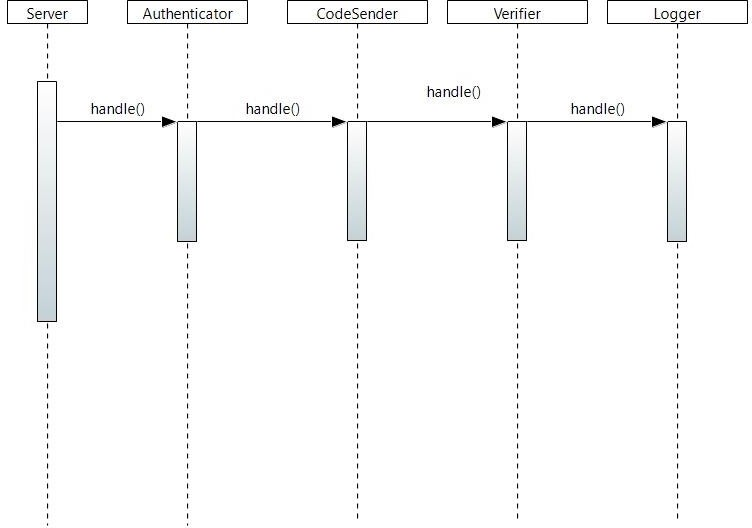 Server
Authenticator
CodeSender
Verifier
Logger
handle()
handle()
handle()
handle()